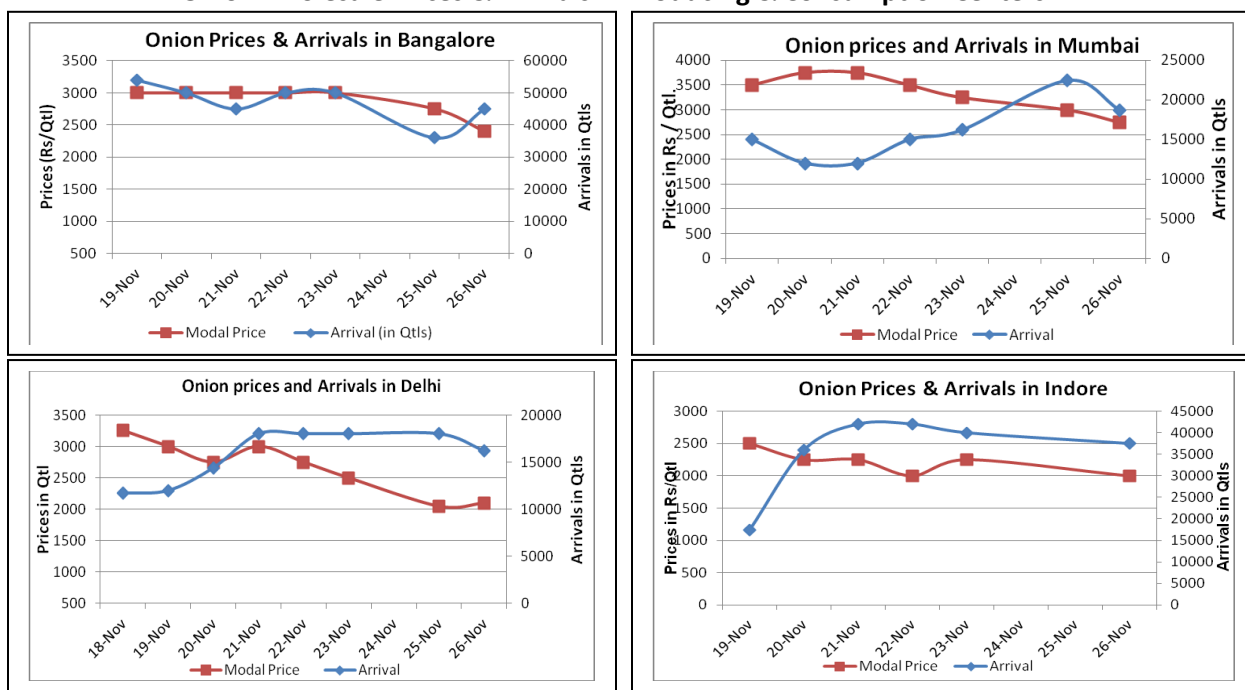 Onion Prices & Arrivals in Bangalore
Prices (Rs/Qtl)
3500
3000
2500
2000
1500
1000
500
60000
50000
40000
30000
20000
10000
0
Arrivals in Qtls
19-Nov
20-Nov
21-Nov
22-Nov
23-Nov
24-Nov
25-Nov
26-Nov
Modal Price
Arrival (in Qtls)
Onion prices and Arrivals in Mumbai
Prices in Rs / Qtl.
4000
3500
3000
2500
2000
1500
1000
500
0
25000
20000
15000
10000
5000
0
Arrivals in Qtls
19-Nov
20-Nov
21-Nov
22-Nov
23-Nov
24-Nov
25-Nov
26-Nov
Modal Price
Arrival
Onion prices and Arrivals in Delhi
Prices in Qtl
3500
3000
2500
2000
1500
1000
500
20000
15000
10000
5000
0
Arrivals in Qtls
18-Nov
19-Nov
20-Nov
21-Nov
22-Nov
23-Nov
24-Nov
25-Nov
26-Nov
Modal Price
Arrival
Onion Prices & Arrivals in Indore
Prices in Rs/Qtl
3000
2500
2000
1500
1000
500
0
45000
40000
35000
30000
25000
20000
15000
10000
5000
0
Arrivals in Qtls
19-Nov
20-Nov
21-Nov
22-Nov
23-Nov
24-Nov
25-Nov
26-Nov
Modal Price
Arrival